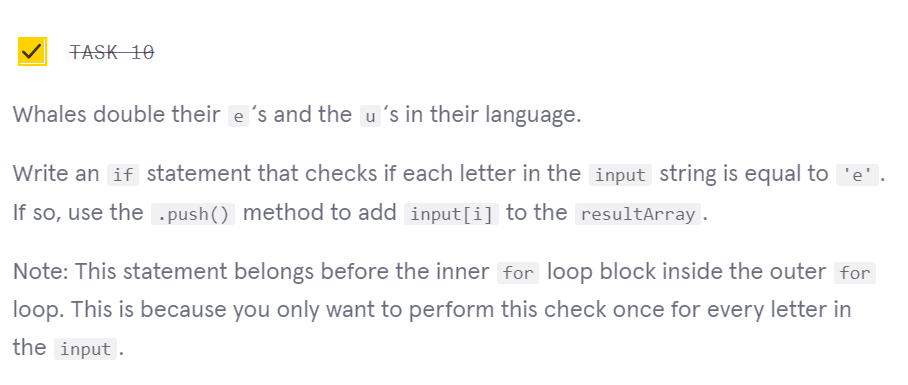 TASK 10
Whales double their e‘s and the u‘s in their language.
Write an if statement that checks if each letter in the input string is equal to 'e'.
If so, use the .push() method to add input[i] to the resultArray.
Note: This statement belongs before the inner for loop block inside the outer for
loop. This is because you only want to perform this check once for every letter in
the input.